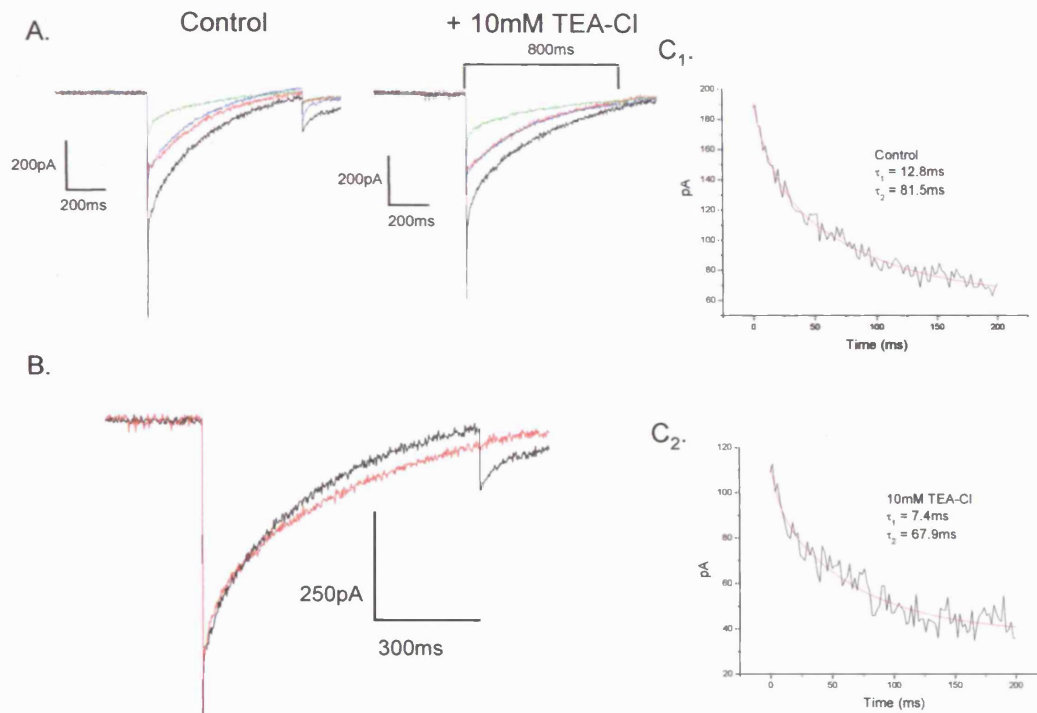 A.
Control
+ 10mM TEA-Cl
800ms
200pA
200ms
200pA
200ms
B.
250pA
300ms
C1.
200
180
160
140
120
100
80
60
pA
Control
τ1 = 12.8ms
τ2 = 81.5ms
0
50
100
150
200
Time (ms)
C2.
120
100
80
60
40
20
pA
10mM TEA-Cl
τ1 = 7.4ms
τ2 = 67.9ms
0
50
100
150
200
Time (ms)